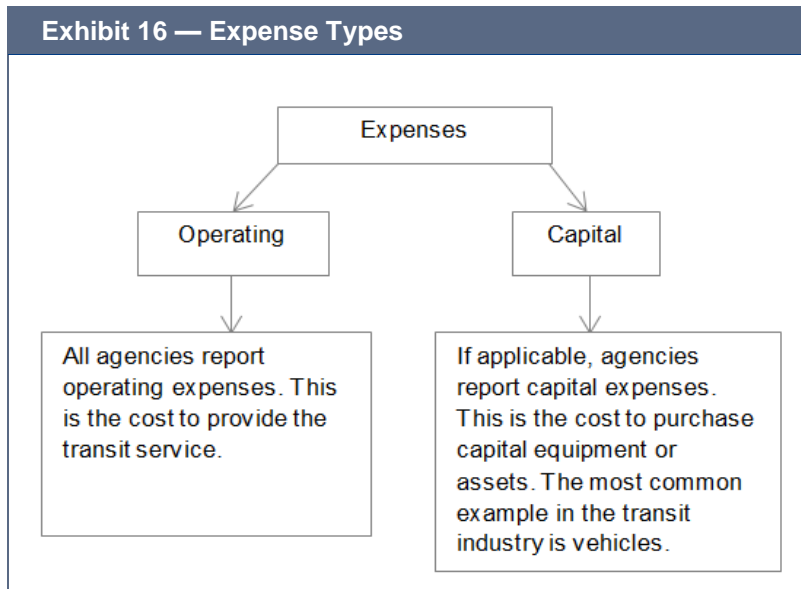 Exhibit 16 — Expense Types
Expenses
Operating
Capital
All agencies report
operating expenses. This
is the cost to provide the
transit service.
If applicable, agencies
report capital expenses.
This is the cost to purchase
capital equipment or
assets. The most common
example in the transit
industry is vehicles.